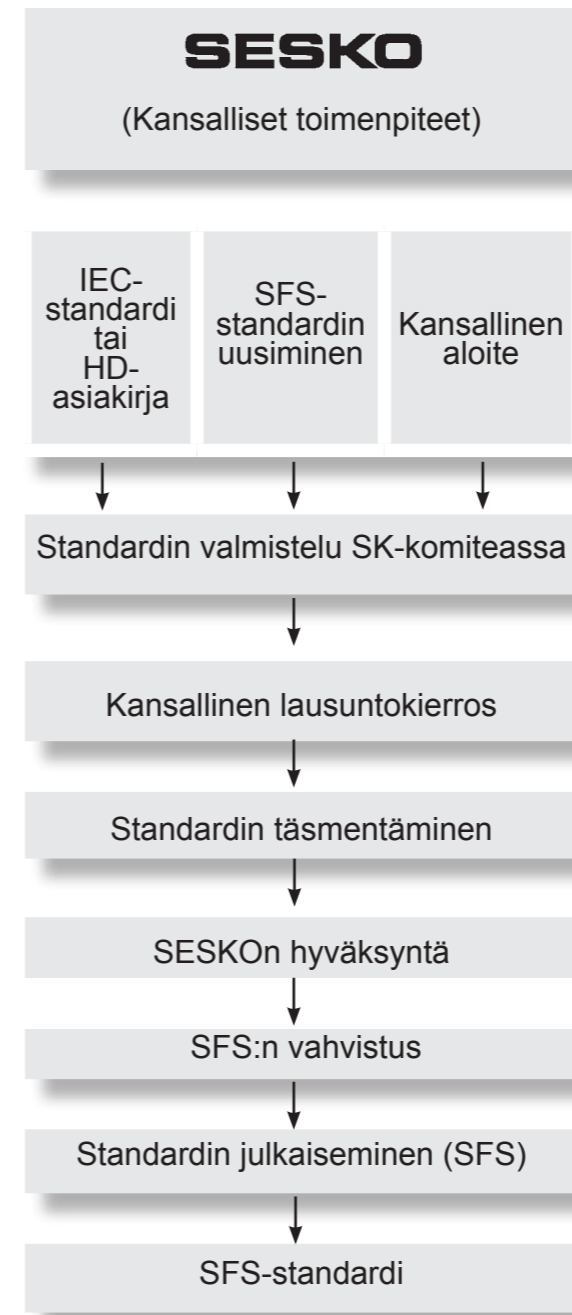 SESKO
(Kansalliset toimenpiteet)
IEC-
standardi
tai
HD-
asiakirja
SFS-
standardin
uusiminen
Kansallinen
aloite
Standardin valmistelu SK-komiteassa
Kansallinen lausuntokierros
Standardin täsmentäminen
SESKOn hyväksyntä
SFS:n vahvistus
Standardin julkaiseminen (SFS)
SFS-standardi